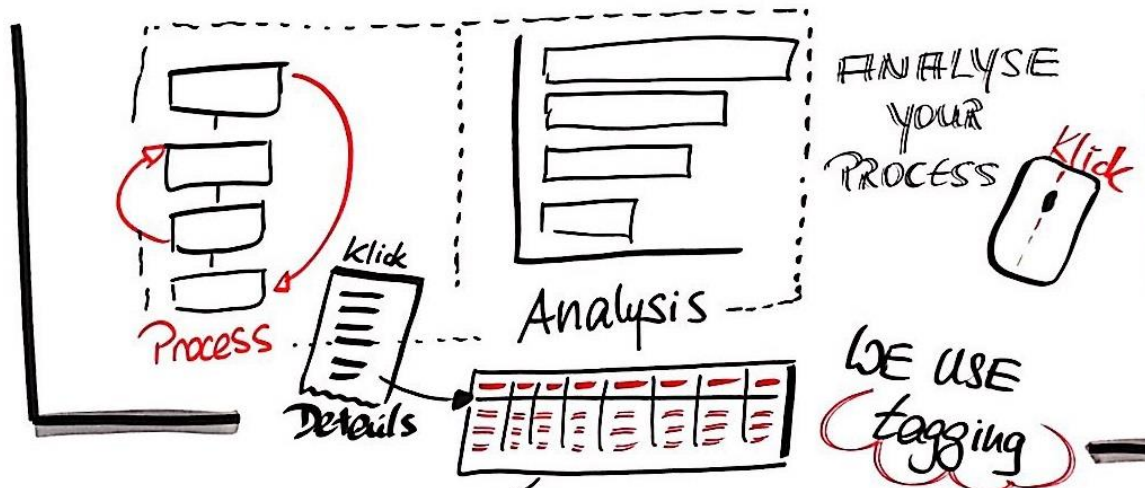 ANALYSE
YOUR
PROCESS
Klick
Process
Klick
Details
Analysis
WE USE
tagging